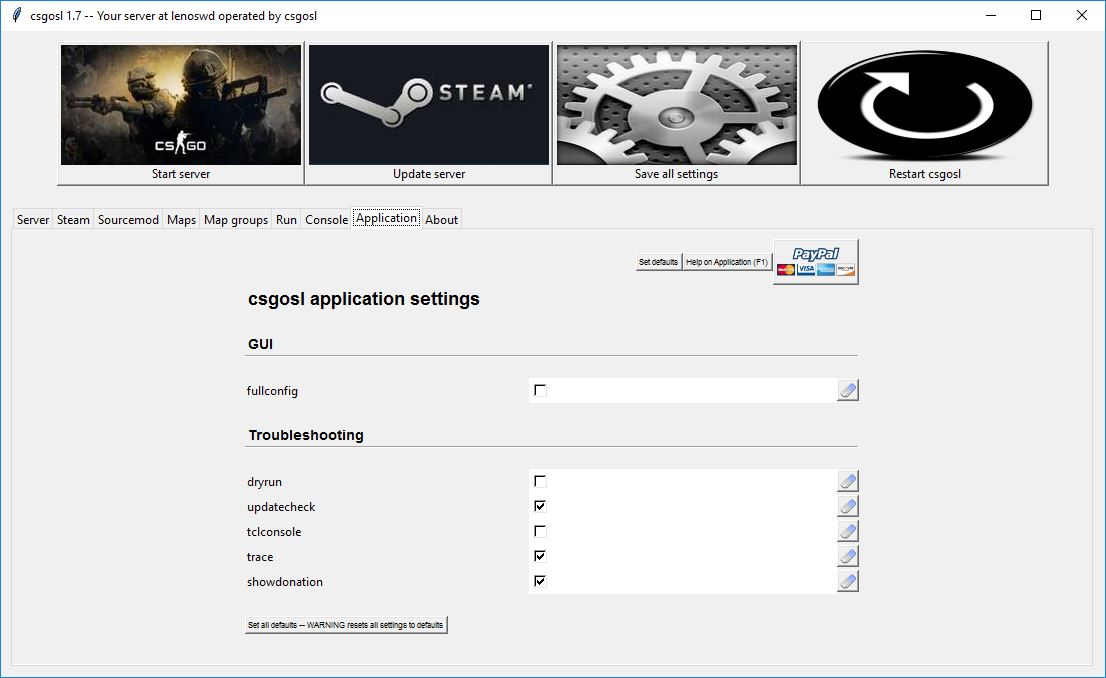 csgosl 1.7 -- Your server at lenoswd operated by csgosl
CS GO
STEAM
Start server
Update server
Save all settings
Restart csgosl
Server Steam Sourcemod Maps Map groups Run Console Application About
Set defaults Help on Application (F1)
PayPal
VISA
csgosl application settings
GUI
fullconfig
Troubleshooting
dryrun
updatecheck
tclconsole
trace
showdonation
Set all defaults -- WARNING resets all settings to defaults